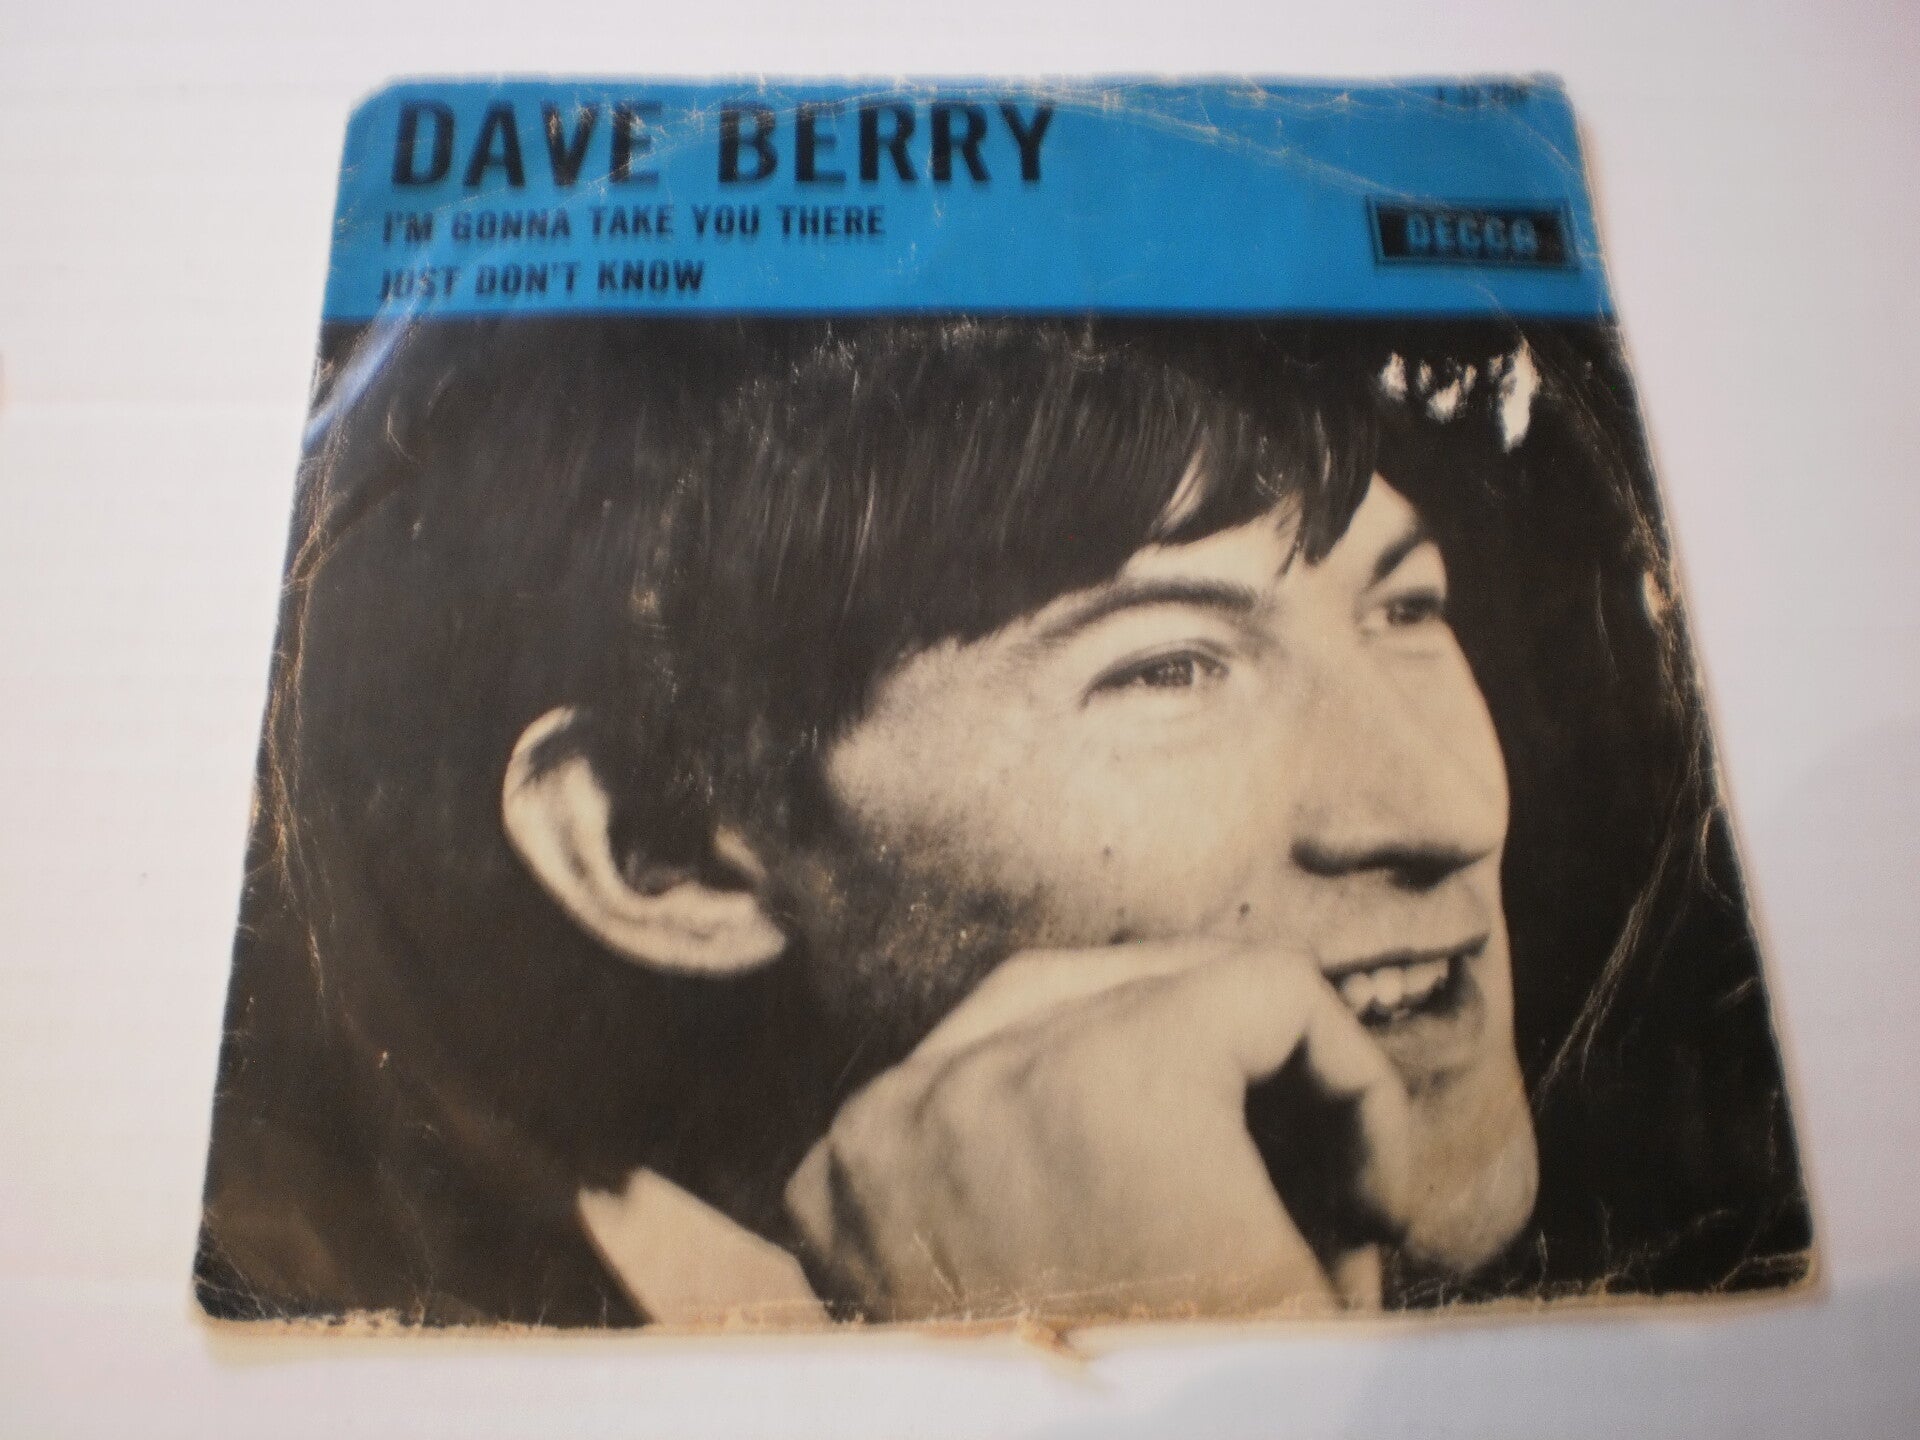 DAVE BERRY
I'M GONNA TAKE YOU THERE
JUST DON'T KNOW
DECCA